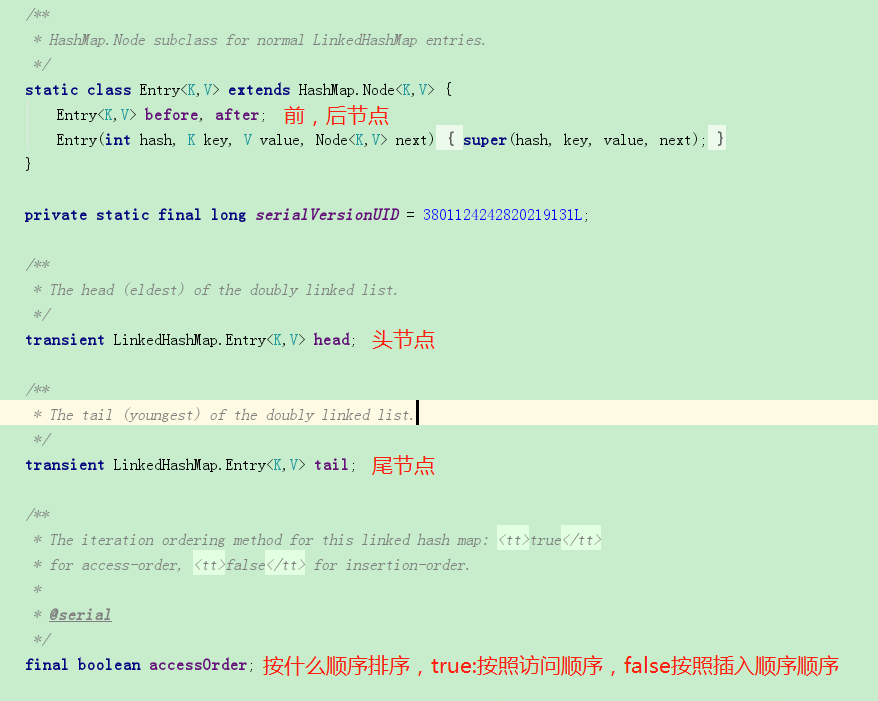 /**
* HashMap.Node subclass for normal LinkedHashMap entries.
*/
static class Entry<K,V> extends HashMap.Node<K,V> {
Entry<K,V> before, after; 前，后节点
Entry(int hash, K key, V value, Node<K,V> next) { super(hash, key, value, next); }
}
private static final long serialVersionUID = 3801124242820219131L;
/**
* The head (eldest) of the doubly linked list.
*/
transient LinkedHashMap.Entry<K,V> head; 头节点
/**
* The tail (youngest) of the doubly linked list.
*/
transient LinkedHashMap.Entry<K,V> tail; 尾节点
/**
* The iteration ordering method for this linked hash map: <tt>true</tt>
* for access-order, <tt>false</tt> for insertion-order.
*
* @serial
*/
final boolean accessOrder; 按什么顺序排序，true:按照访问顺序，false按照插入顺序顺序